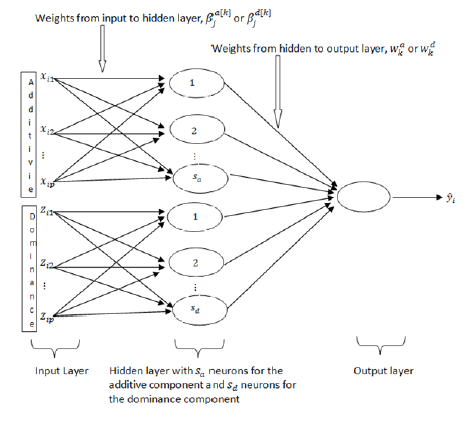 Weights from input to hidden layer, β_j^{a[k]} or β_j^{d[k]}
Weights from hidden to output layer, w_k^a or w_k^d
Additivie
x_{i1}
x_{i2}
⋮
x_{ip}
1
2
⋮
s_a
Dominance
z_{i1}
z_{i2}
⋮
z_{ip}
1
2
⋮
s_d
ŷ_i
Input Layer
Hidden layer with s_a neurons for the
additive component and s_d neurons for
the dominance component
Output layer